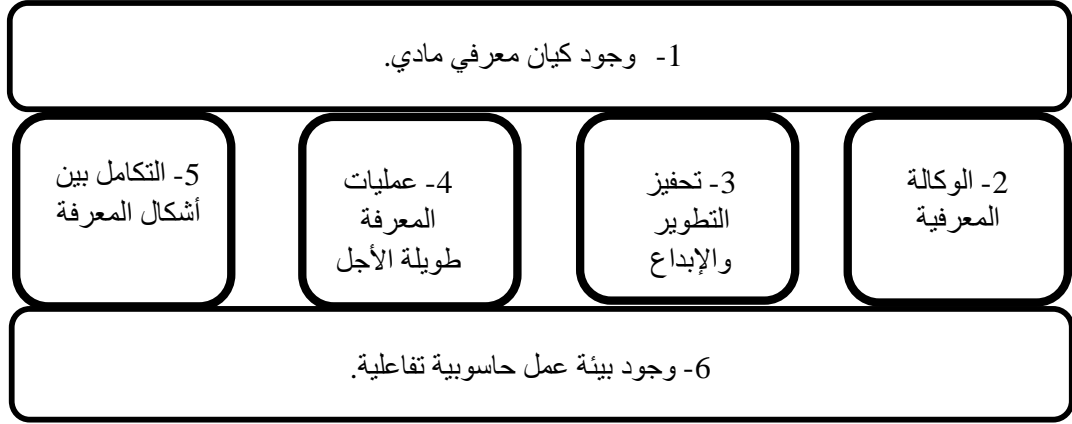 1- وجود كيان معرفي مادي.
2- الوكالة
المعرفية
3- تحفيز
التطوير
والإبداع
4- عمليات
المعرفة
طويلة الأجل
5- التكامل بين
أشكال المعرفة
6- وجود بيئة عمل حاسوبية تفاعلية.